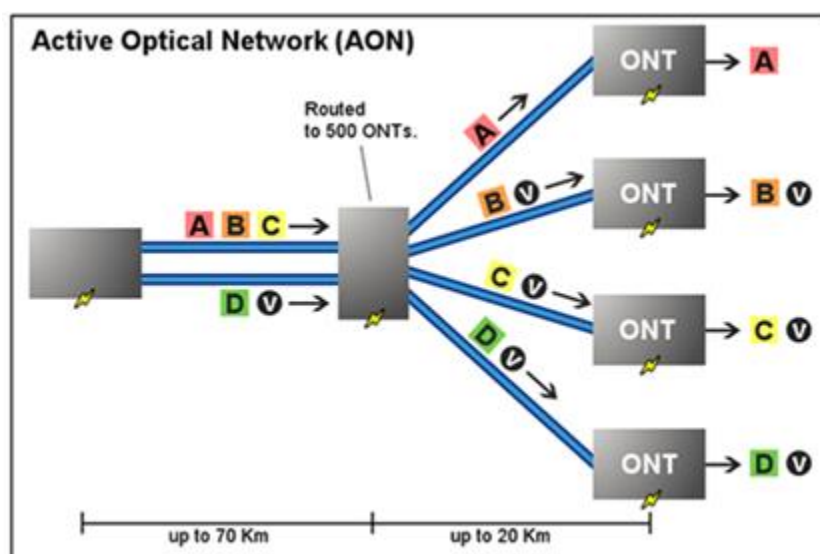 Active Optical Network (AON)
Routed
to 500 ONTs.
A B C
D V
A
B V
C V
D V
ONT
A
ONT
B V
ONT
C V
ONT
D V
up to 70 Km
up to 20 Km